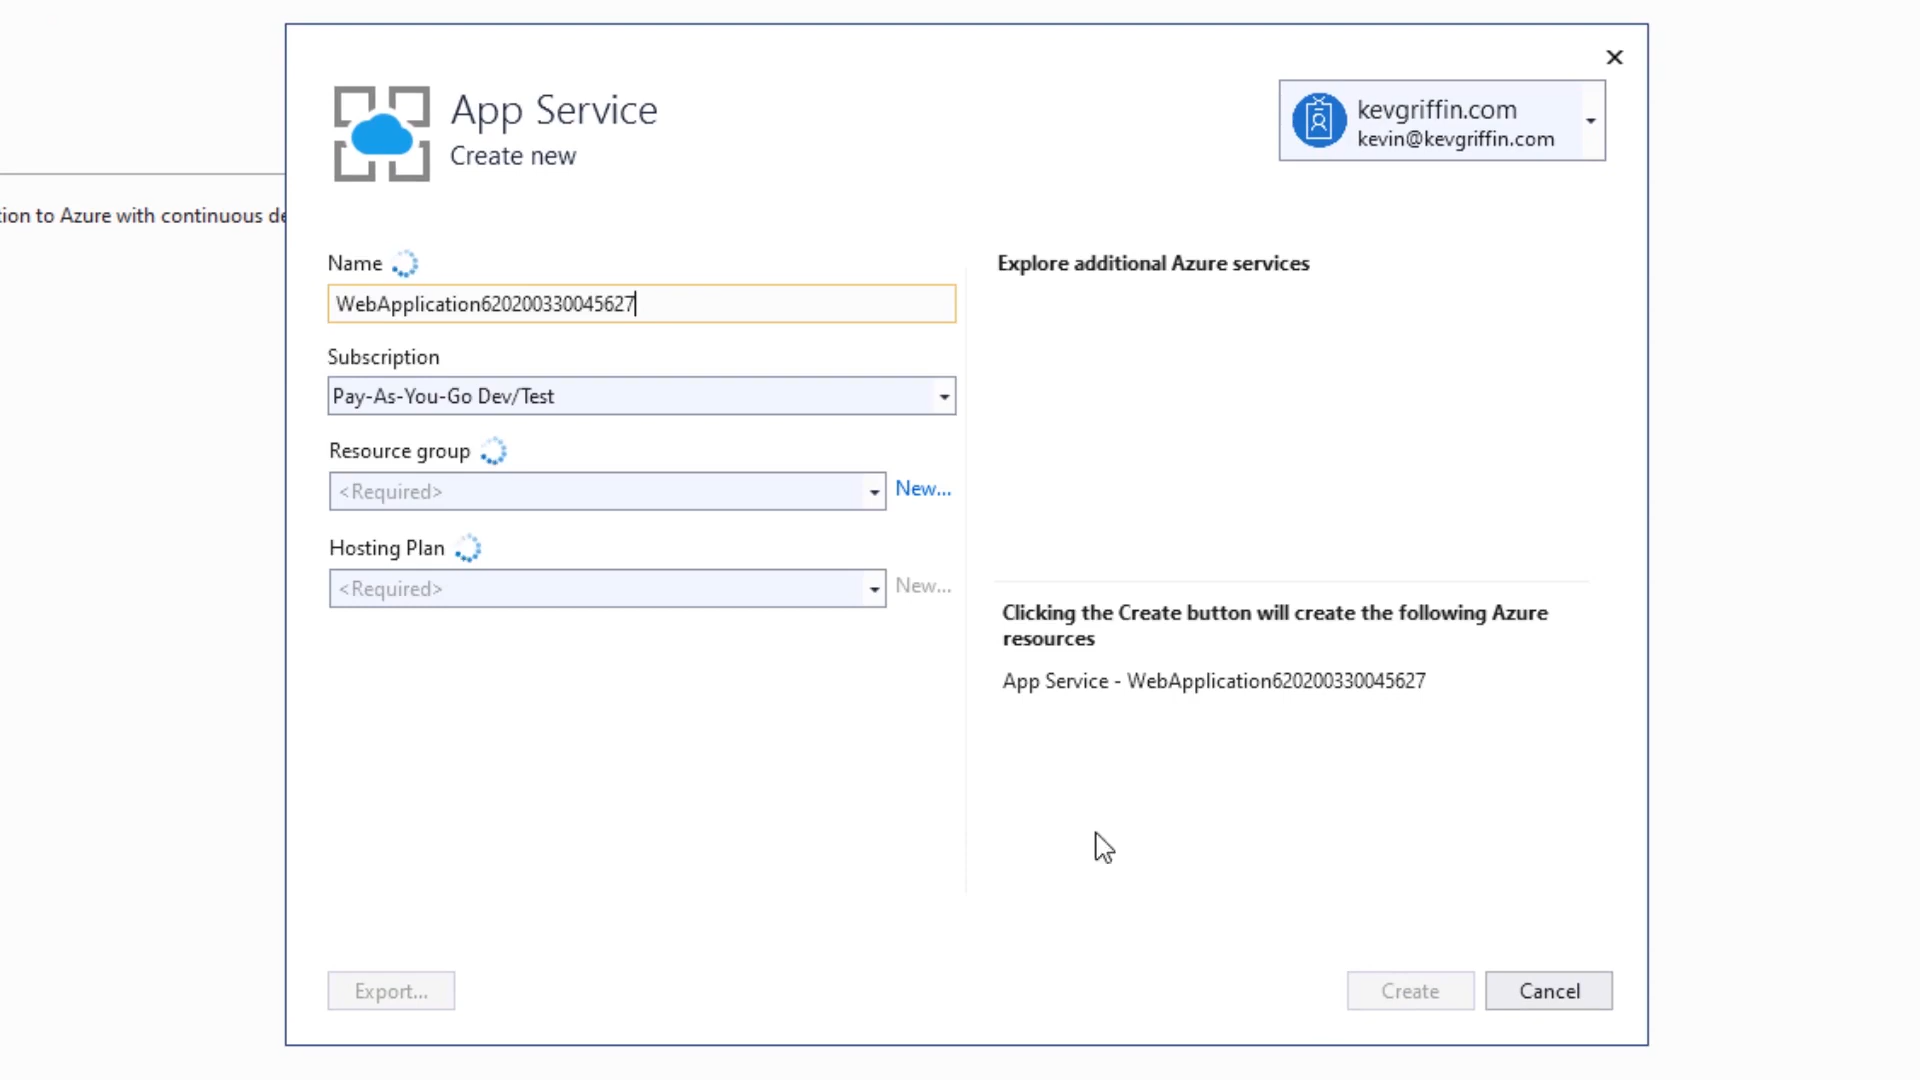 App Service
Create new
kevgriffin.com
kevin@kevgriffin.com
ion to Azure with continuous de
Name
WebApplication620200330045627
Subscription
Pay-As-You-Go Dev/Test
Resource group
<Required>
New...
Hosting Plan
<Required>
New...
Explore additional Azure services
Clicking the Create button will create the following Azure
resources
App Service - WebApplication620200330045627
Export...
Create
Cancel